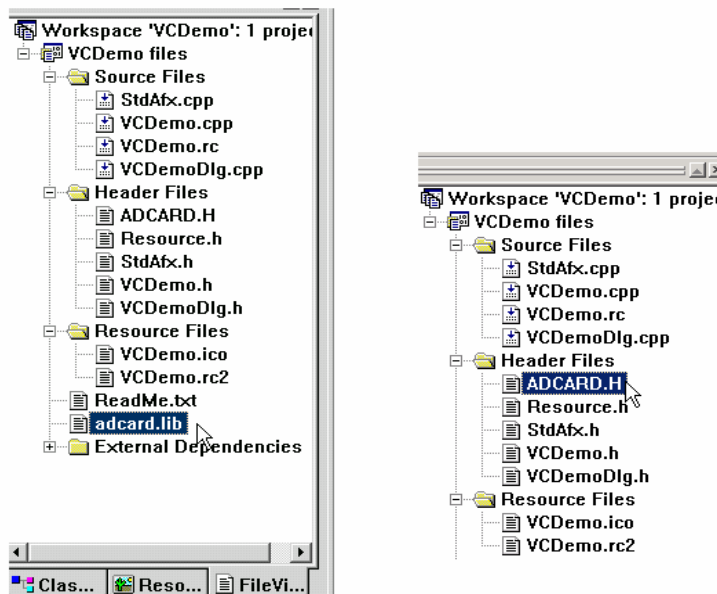 Workspace 'VCDemo': 1 projec
VCDemo files
Source Files
StdAfx.cpp
VCDemo.cpp
VCDemo.rc
VCDemoDlg.cpp
Header Files
ADCARD.H
Resource.h
StdAfx.h
VCDemo.h
VCDemoDlg.h
Resource Files
VCDemo.ico
VCDemo.rc2
ReadMe.txt
adcard.lib
External Dependencies
Clas...
Reso...
FileVi...
Workspace 'VCDemo': 1 projec
VCDemo files
Source Files
StdAfx.cpp
VCDemo.cpp
VCDemo.rc
VCDemoDlg.cpp
Header Files
ADCARD.H
Resource.h
StdAfx.h
VCDemo.h
VCDemoDlg.h
Resource Files
VCDemo.ico
VCDemo.rc2